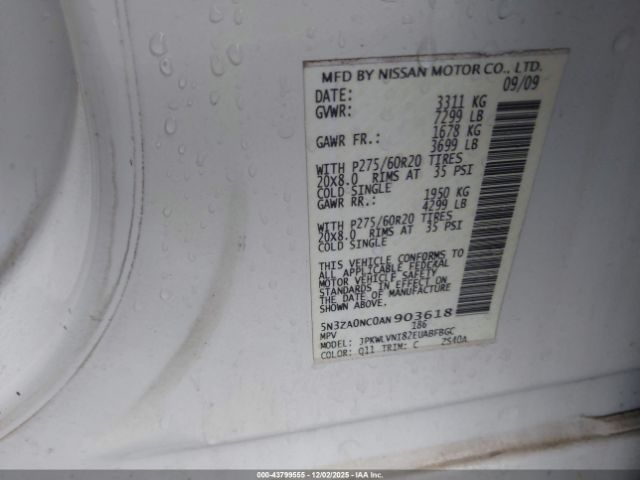 MFD BY NISSAN MOTOR CO., LTD.
DATE: 09/09
GVWR: 3311 KG
7299 LB
GAWR FR.: 1678 KG
3699 LB
WITH P275/60R20 TIRES
20X8.0 RIMS AT 35 PSI
COLD SINGLE
GAWR RR.: 1950 KG
4299 LB
WITH P275/60R20 TIRES
20X8.0 RIMS AT 35 PSI
COLD SINGLE
THIS VEHICLE CONFORMS TO
ALL APPLICABLE FEDERAL
MOTOR VEHICLE SAFETY
STANDARDS IN EFFECT ON
THE DATE OF MANUFACTURE
SHOWN ABOVE.
5N3ZA0NC0AN903618
MPV 186
MODEL: JPKWLVNI82EUABFBGC
COLOR: Q11 TRIM: C ZS40A
000-43799555 - 12/02/2025 - IAA Inc.